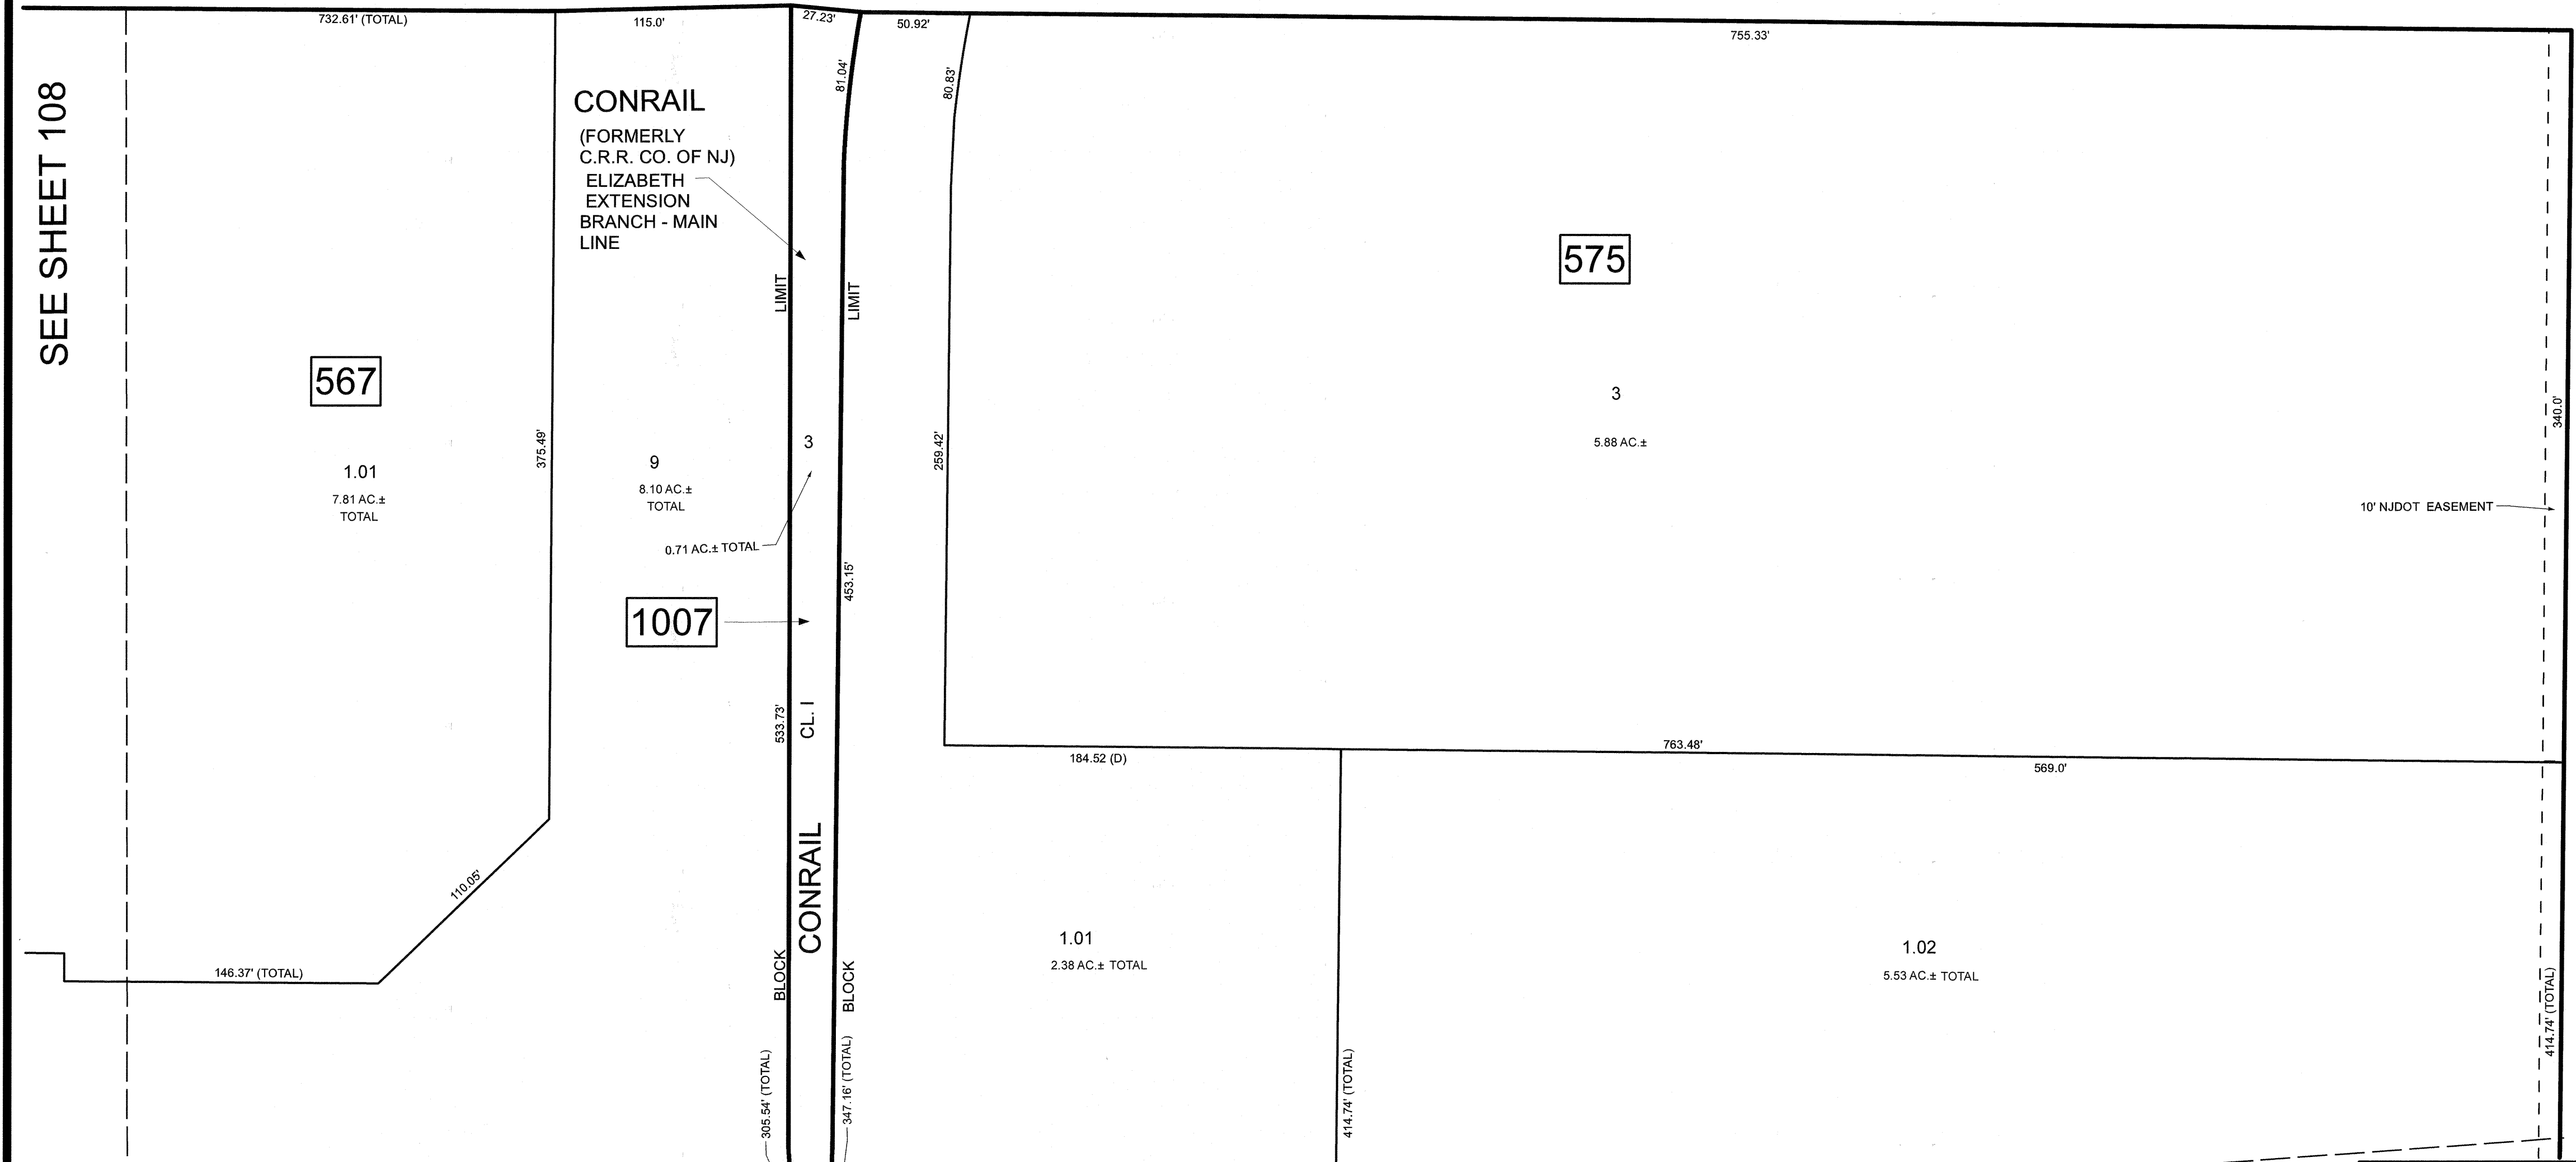 732.61' (TOTAL)
115.0'
27.23'
50.92'
755.33'
SEE SHEET 108
81.04'
80.83'
CONRAIL
(FORMERLY
C.R.R. CO. OF NJ)
ELIZABETH
EXTENSION
BRANCH - MAIN
LINE
LIMIT
LIMIT
575
567
3
340.0'
375.49'
3
259.42'
5.88 AC.±
1.01
7.81 AC.±
TOTAL
9
8.10 AC.±
TOTAL
10' NJDOT EASEMENT
0.71 AC.± TOTAL
453.15'
1007
533.73'
CL. I
763.48'
184.52 (D)
569.0'
CONRAIL
110.05'
1.01
2.38 AC.± TOTAL
1.02
5.53 AC.± TOTAL
146.37' (TOTAL)
BLOCK
BLOCK
414.74' (TOTAL)
305.54' (TOTAL)
347.16' (TOTAL)
414.74' (TOTAL)